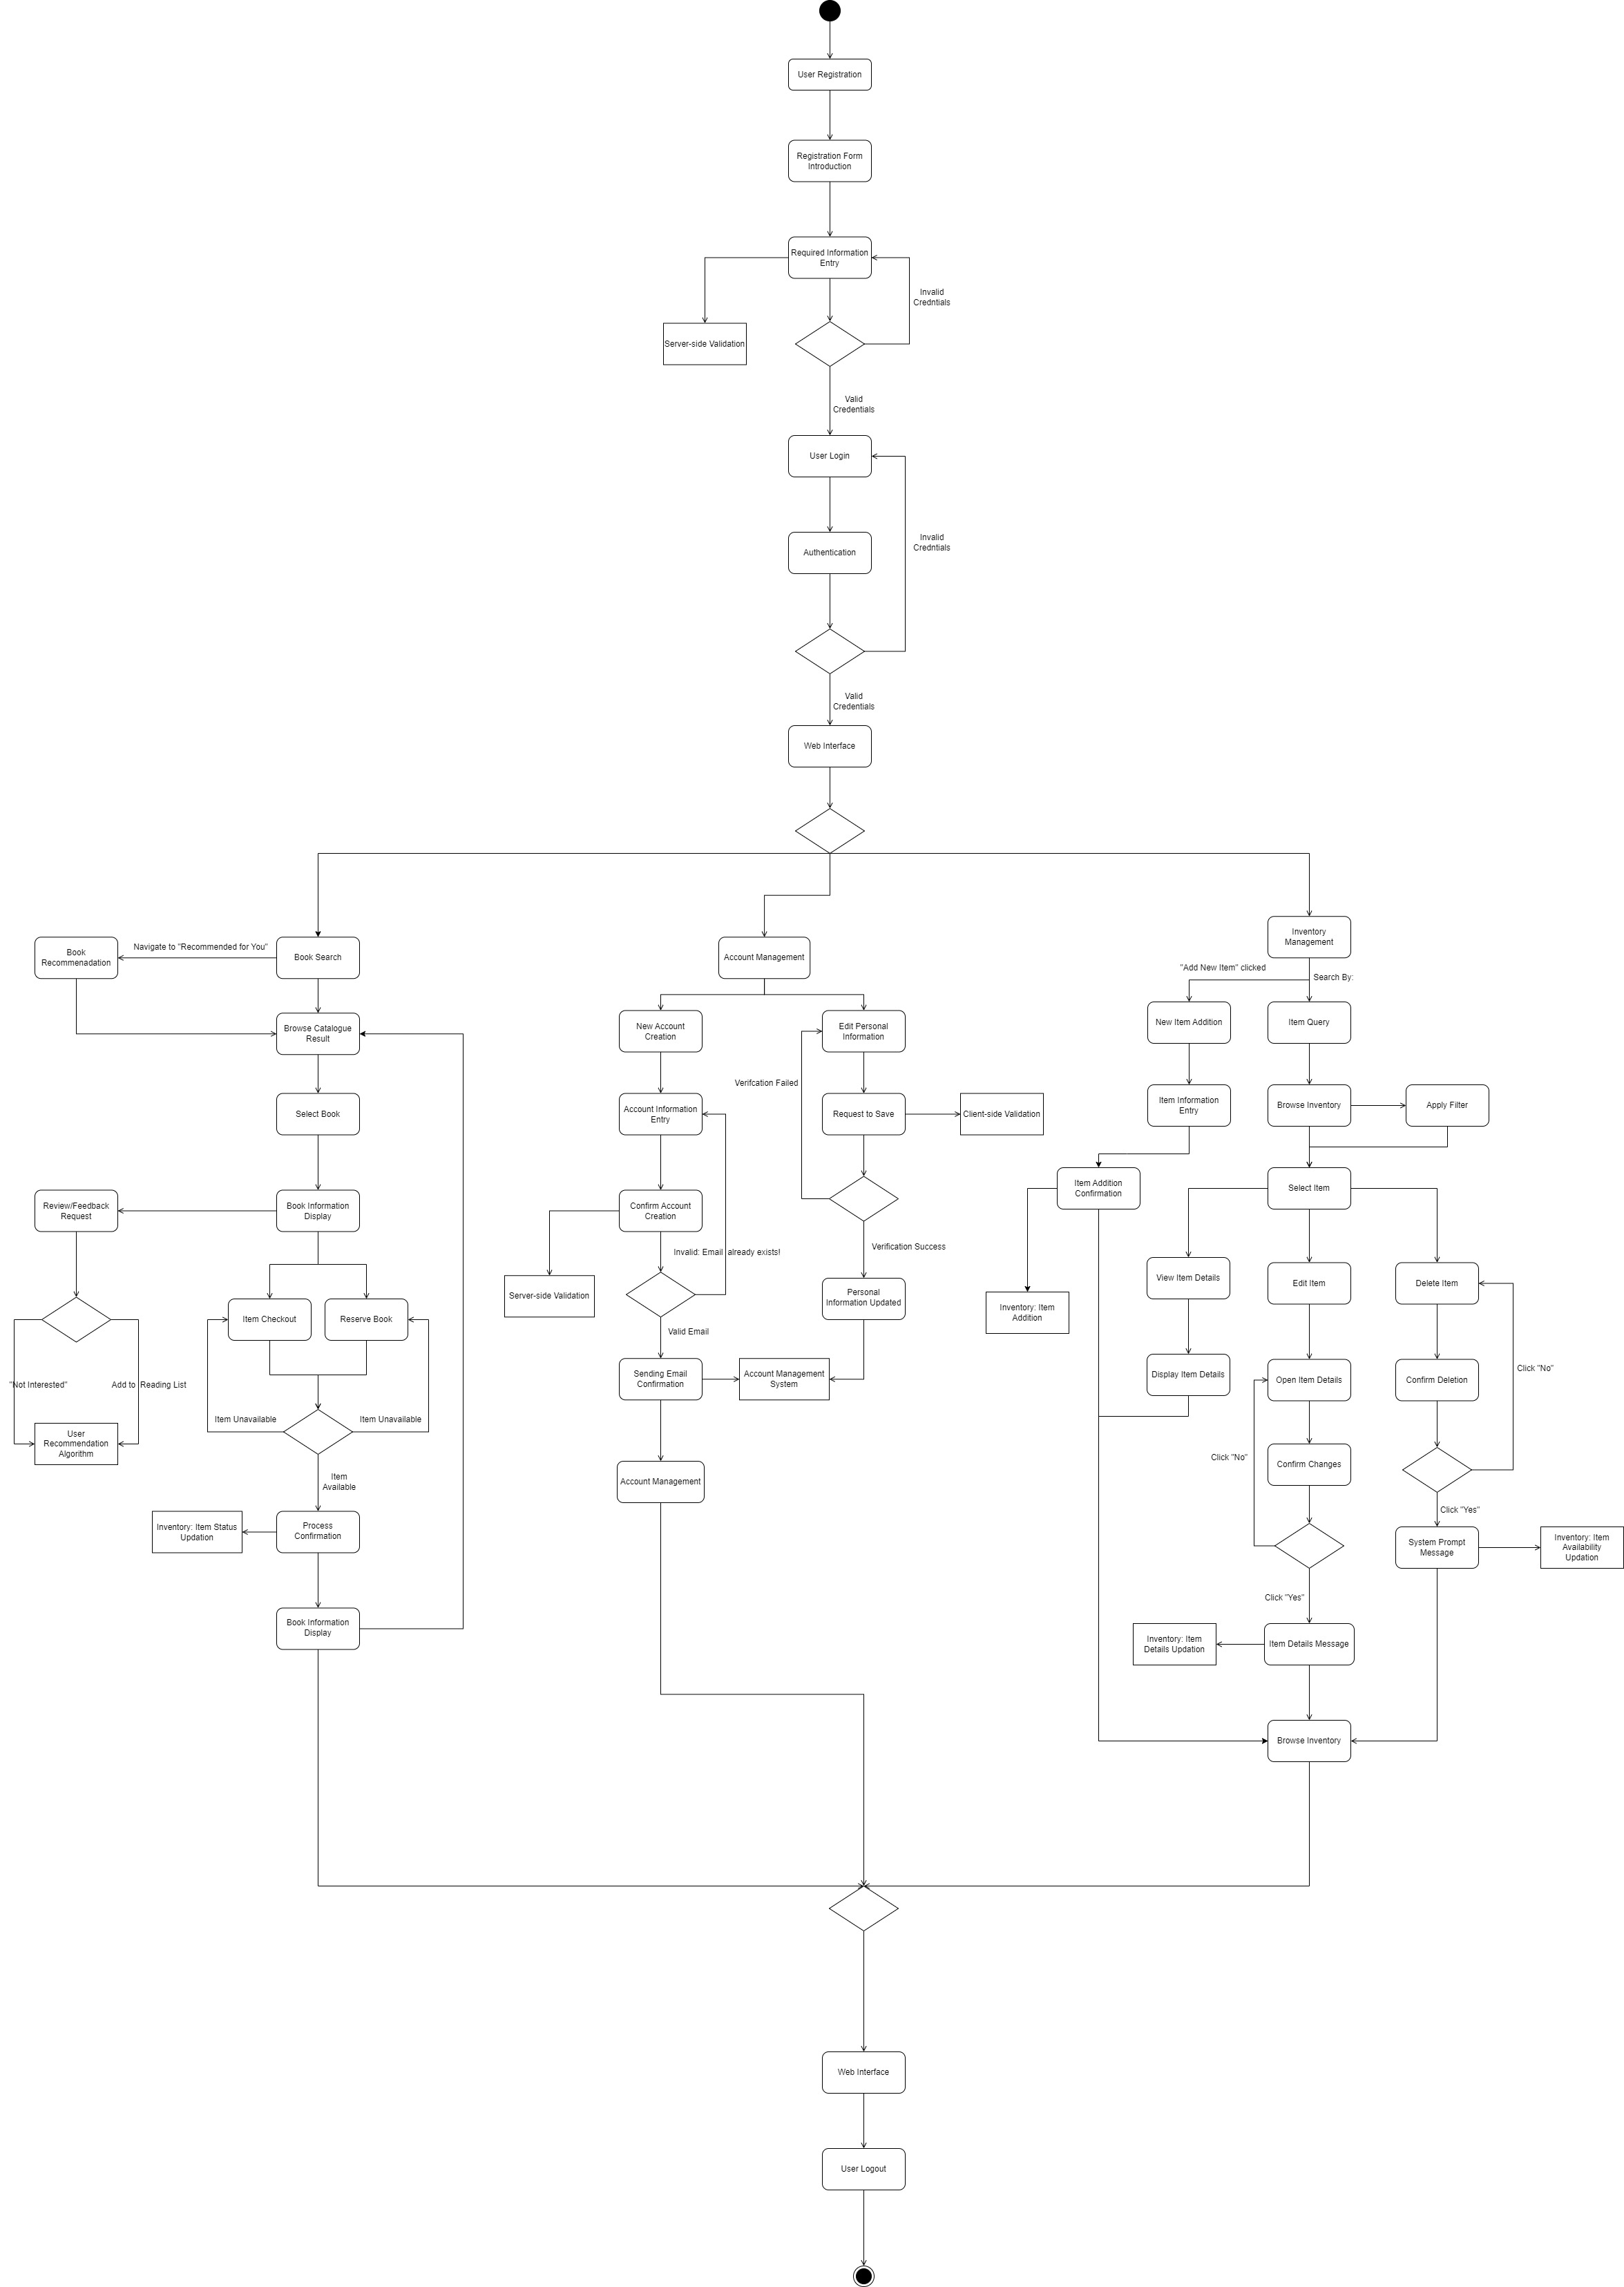 User Registration
Registration Form
Introduction
Required Information
Entry
Invalid
Credntials
Server-side Validation
Valid
Credentials
User Login
Invalid
Credntials
Authentication
Valid
Credentials
Web Interface
Book
Recommenadation
Navigate to "Recommended for You"
Book Search
Browse Catalogue
Result
Select Book
Review/Feedback
Request
Book Information
Display
Item Checkout
Reserve Book
"Not Interested"
Add to Reading List
User
Recommendation
Algorithm
Item Unavailable
Item Unavailable
Item
Available
Inventory: Item Status
Updation
Process
Confirmation
Book Information
Display
Account Management
New Account
Creation
Edit Personal
Information
Verifcation Failed
Account Information
Entry
Request to Save
Client-side Validation
Confirm Account
Creation
Invalid: Email already exists!
Verification Success
Server-side Validation
Personal
Information Updated
Valid Email
Sending Email
Confirmation
Account Management
System
Account Management
Inventory
Management
"Add New Item" clicked
Search By:
New Item Addition
Item Query
Item Information
Entry
Browse Inventory
Apply Filter
Item Addition
Confirmation
Select Item
Inventory: Item
Addition
View Item Details
Edit Item
Delete Item
Display Item Details
Open Item Details
Confirm Deletion
Click "No"
Click "No"
Confirm Changes
Click "Yes"
System Prompt
Message
Inventory: Item
Availability
Updation
Click "Yes"
Inventory: Item
Details Updation
Item Details Message
Browse Inventory
Web Interface
User Logout